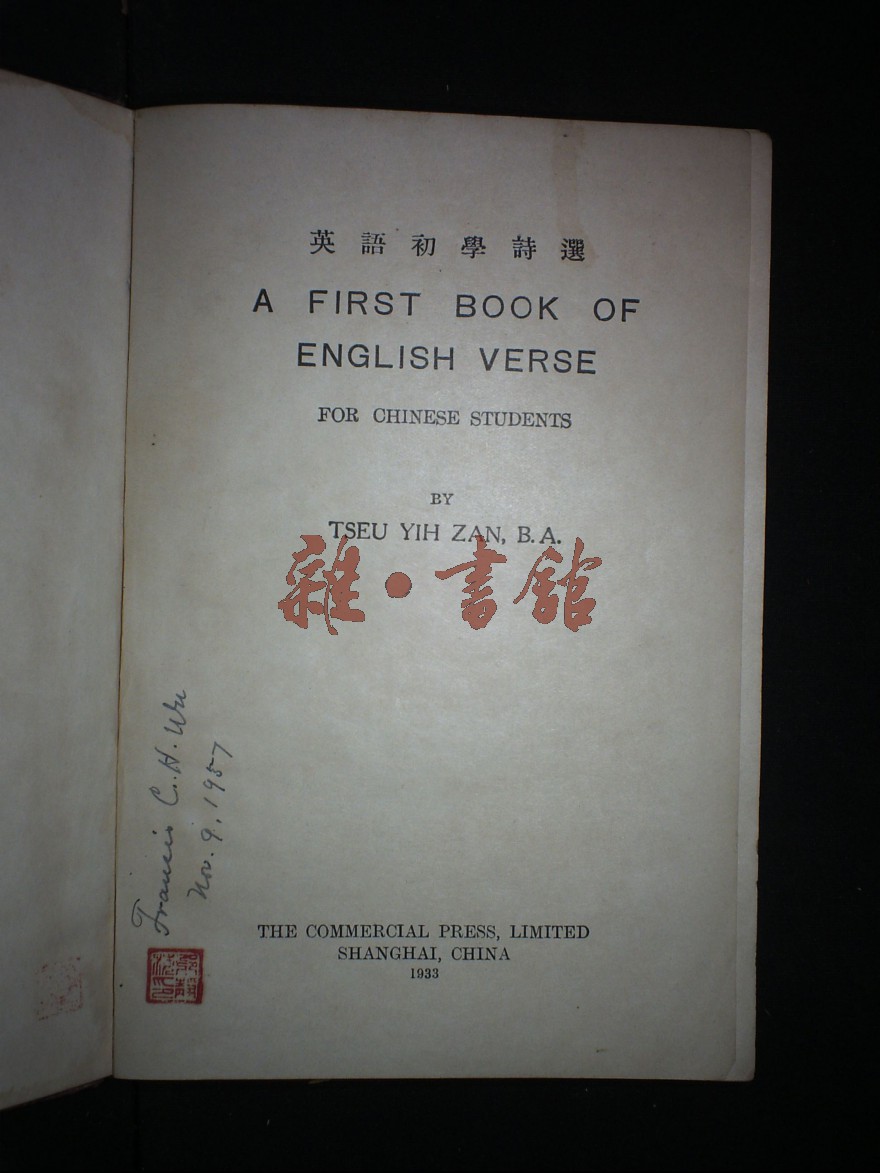 英語初學詩選
A FIRST BOOK OF
ENGLISH VERSE
FOR CHINESE STUDENTS
BY
TSEU YIH ZAN, B.A.
雜·書館
Francis C. H. Wu
Nov. 9, 1957
THE COMMERCIAL PRESS, LIMITED
SHANGHAI, CHINA
1933